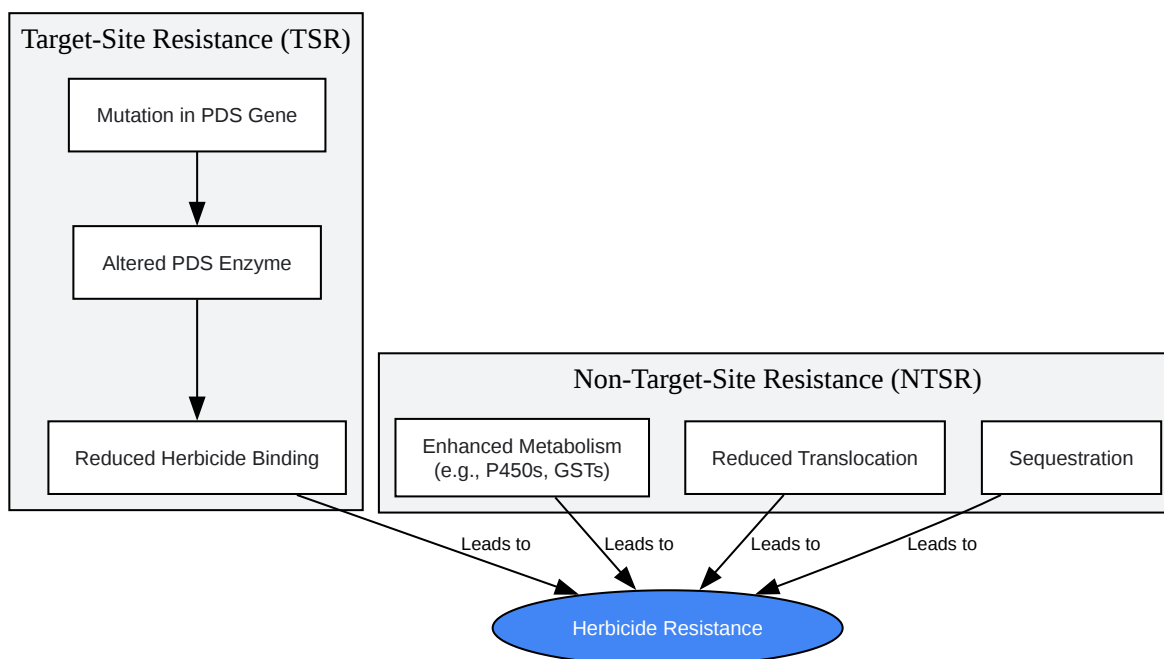 Target-Site Resistance (TSR)
Mutation in PDS Gene
Altered PDS Enzyme
Reduced Herbicide Binding
Non-Target-Site Resistance (NTSR)
Enhanced Metabolism
(e.g., P450s, GSTs)
Reduced Translocation
Sequestration
Leads to
Leads to
Leads to
Leads to
Herbicide Resistance